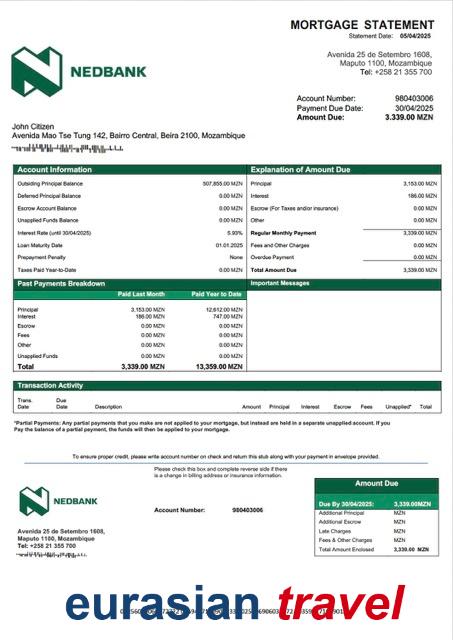 MORTGAGE STATEMENT
Statement Date: 05/04/2025
Avenida 25 de Setembro 1608,
Maputo 1100, Mozambique
Tel: +258 21 355 700
NEDBANK
Account Number: 980403006
Payment Due Date: 30/04/2025
Amount Due: 3.339.00 MZN
John Citizen
Avenida Mao Tse Tung 142, Bairro Central, Beira 2100, Mozambique
Account Information
Outsiding Principal Balance 507,855.00 MZN
Deferred Principal Balance 0.00 MZN
Escrow Account Balance 0.00 MZN
Unapplied Funds Balance 0.00 MZN
Interest Rate (until 30/04/2025) 5.93%
Loan Maturity Date 01.01.2025
Prepayment Penalty None
Taxes Paid Year-to-Date 0.00 MZN
Explanation of Amount Due
Principal 3,153.00 MZN
Interest 186.00 MZN
Escrow (For Taxes and/or insurance) 0.00 MZN
Other 0.00 MZN
Regular Monthly Payment 3,339.00 MZN
Fees and Other Charges 0.00 MZN
Overdue Payment 0.00 MZN
Total Amount Due 3,339.00 MZN
Past Payments Breakdown
Paid Last Month Paid Year to Date
Principal 3,153.00 MZN 12,612.00 MZN
Interest 186.00 MZN 747.00 MZN
Escrow 0.00 MZN 0.00 MZN
Fees 0.00 MZN 0.00 MZN
Other 0.00 MZN 0.00 MZN
Unapplied Funds 0.00 MZN 0.00 MZN
Total 3,339.00 MZN 13,359.00 MZN
Important Messages
Transaction Activity
Trans. Date Due Date Description Amount Principal Interest Escrow Fees Unapplied* Total
*Partial Payments: Any partial payments that you make are not applied to your mortgage, but instead are held in a separate unapplied account. If you
Pay the balance of a partial payment, the funds will then be applied to your mortgage.
To ensure proper credit, please write account number on check and return this stub along with your payment in envelope provided.
Please check this box and complete reverse side if there
is a change in billing address or insurance information.
NEDBANK
Account Number: 980403006
Avenida 25 de Setembro 1608,
Maputo 1100, Mozambique
Tel: +258 21 355 700
Amount Due
Due By 30/04/2025: 3,339.00MZN
Additional Principal MZN
Additional Escrow MZN
Late Charges MZN
Fees & Other Charges MZN
Total Amount Enclosed 3,339.00 MZN
eurasian travel